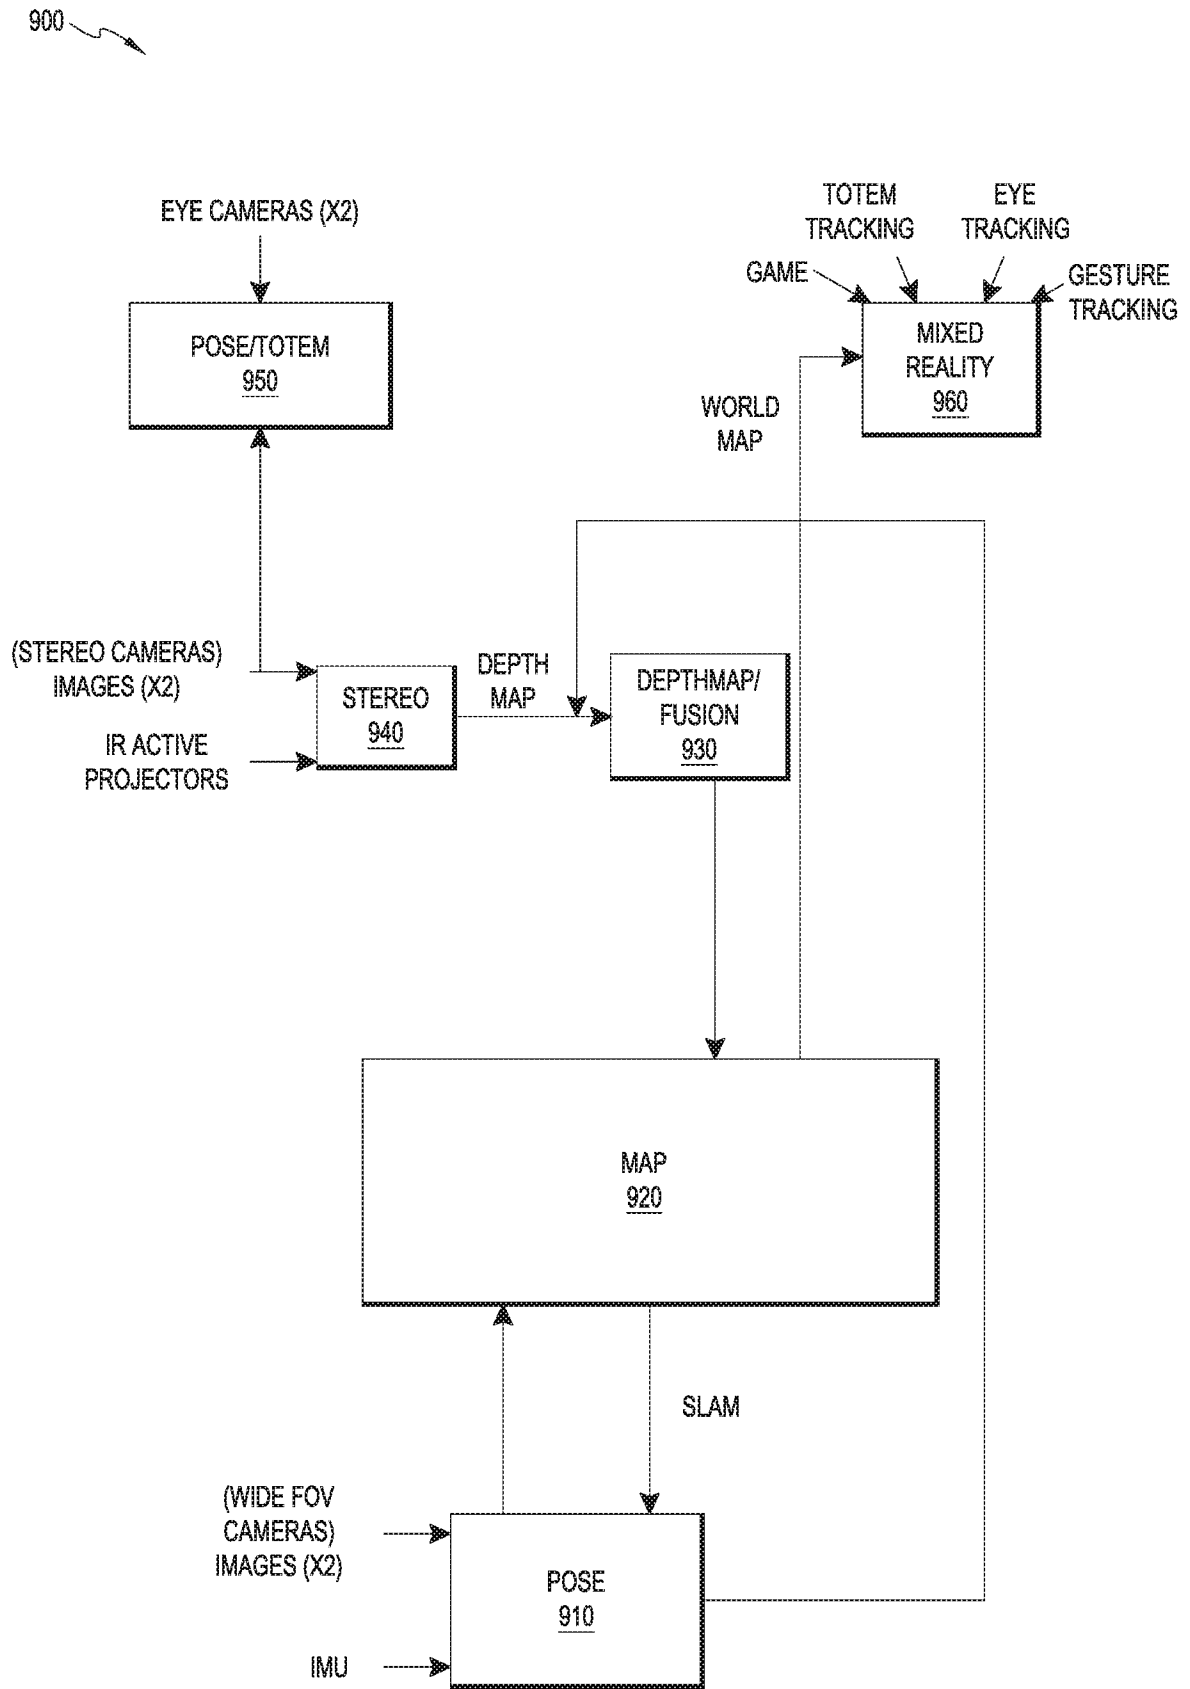 900
EYE CAMERAS (X2)
POSE/TOTEM
950
TOTEM
TRACKING
EYE
TRACKING
GAME
GESTURE
TRACKING
MIXED
REALITY
960
WORLD
MAP
(STEREO CAMERAS)
IMAGES (X2)
IR ACTIVE
PROJECTORS
STEREO
940
DEPTH
MAP
DEPTHMAP/
FUSION
930
MAP
920
SLAM
(WIDE FOV
CAMERAS)
IMAGES (X2)
IMU
POSE
910